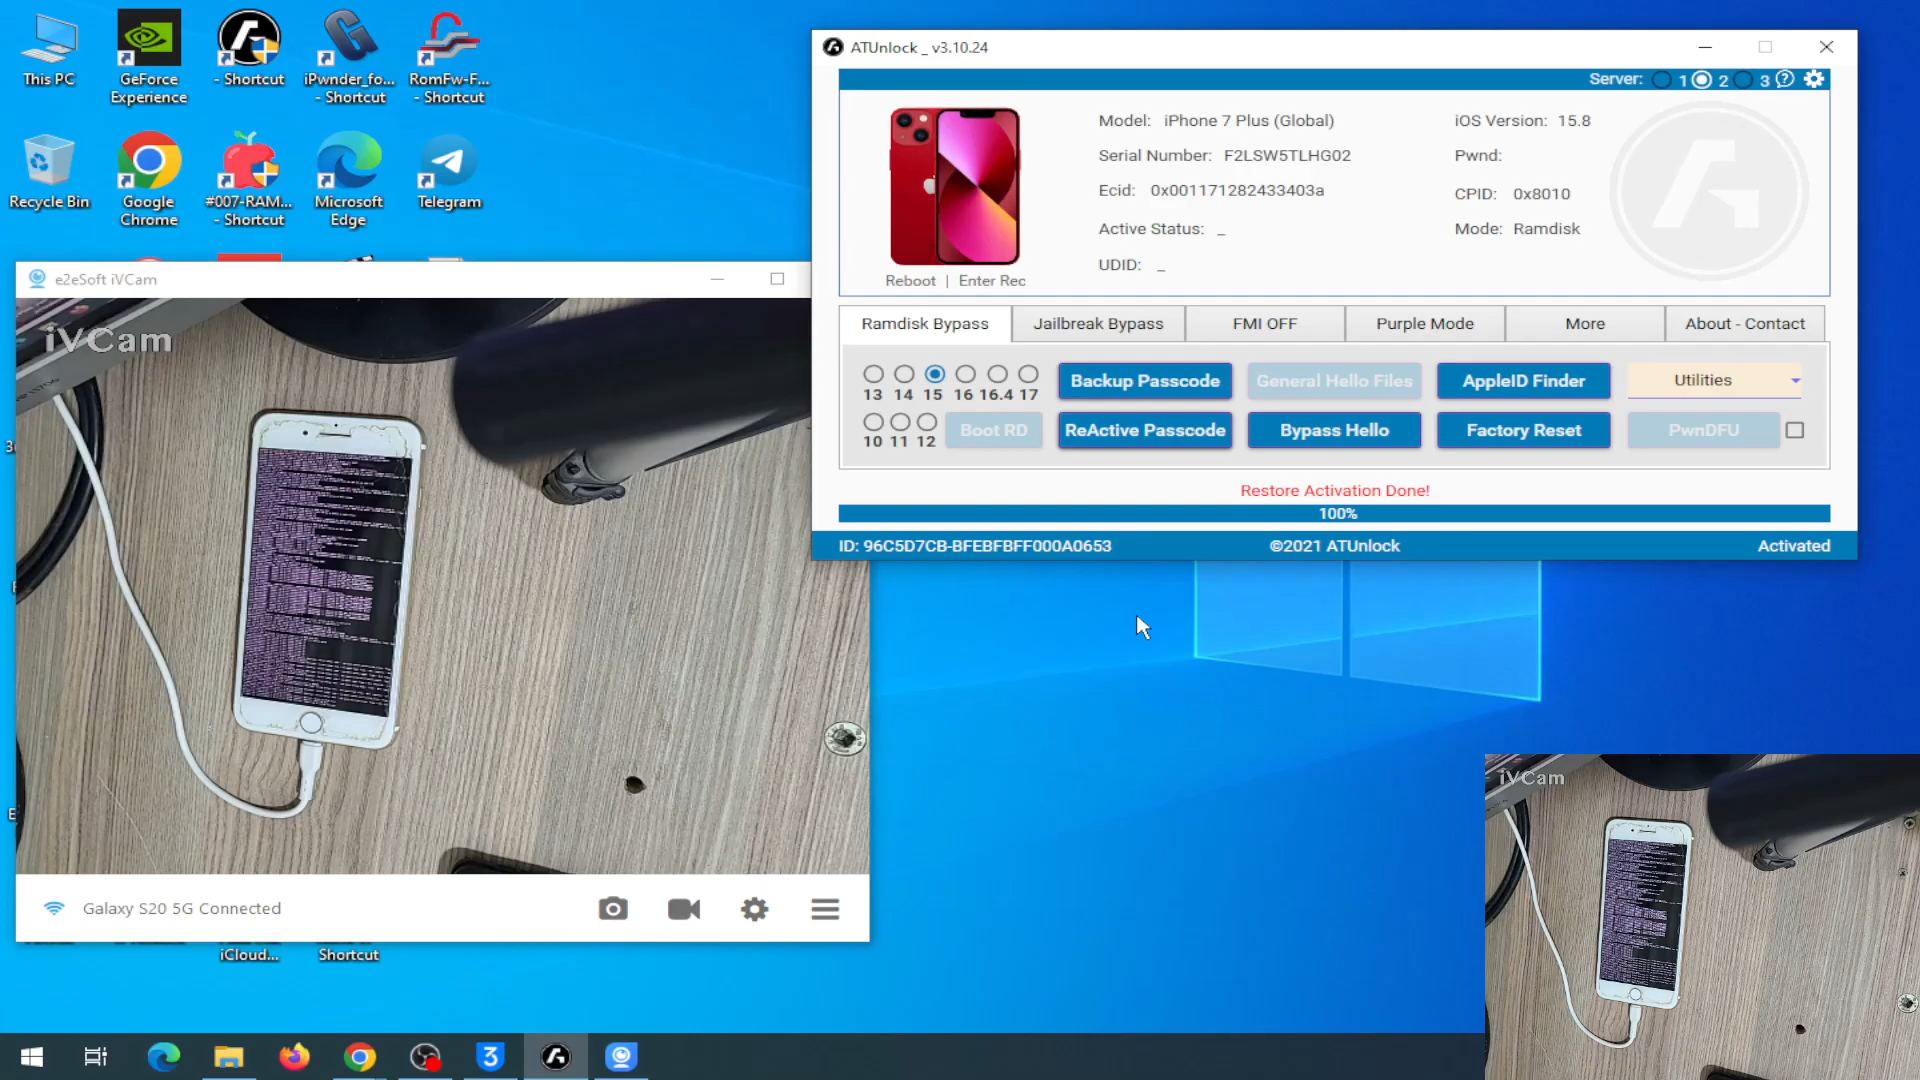 This PC
GeForce
Experience
- Shortcut
iPwnder_fo...
- Shortcut
RomFw-F...
- Shortcut
Recycle Bin
Google
Chrome
#007-RAM...
- Shortcut
Microsoft
Edge
Telegram
e2eSoft iVCam
iVCam
Galaxy S20 5G Connected
iCloud...
Shortcut
ATUnlock _ v3.10.24
Server: 1 2 3
Model: iPhone 7 Plus (Global)
iOS Version: 15.8
Serial Number: F2LSW5TLHG02
Pwnd:
Ecid: 0x001171282433403a
CPID: 0x8010
Active Status: _
Mode: Ramdisk
UDID: _
Reboot | Enter Rec
Ramdisk Bypass
Jailbreak Bypass
FMI OFF
Purple Mode
More
About - Contact
13 14 15 16 16.4 17
Backup Passcode
General Hello Files
AppleID Finder
Utilities
10 11 12
Boot RD
ReActive Passcode
Bypass Hello
Factory Reset
PwnDFU
Restore Activation Done!
100%
ID: 96C5D7CB-BFEBFBFF000A0653
©2021 ATUnlock
Activated
iVCam